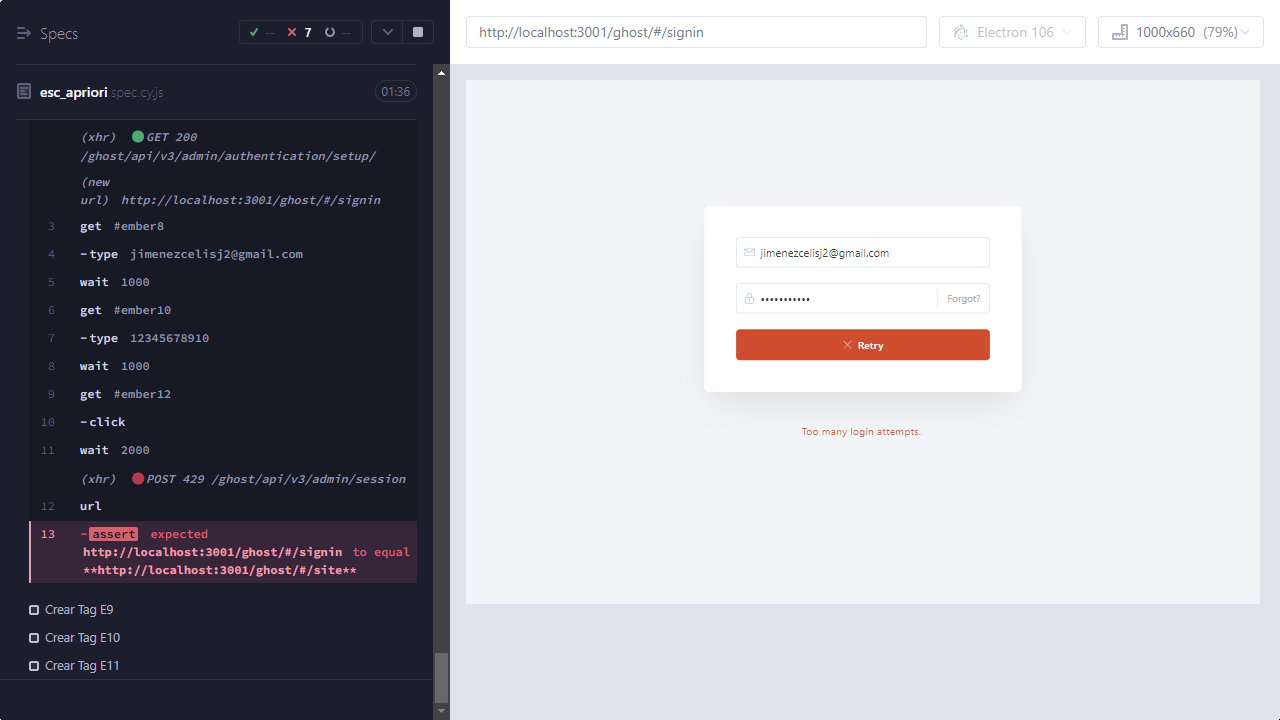 Specs
-- 7 --
esc_apriori.spec.cy.js 01:36
(xhr) GET 200
/ghost/api/v3/admin/authentication/setup/
(new
url) http://localhost:3001/ghost/#/signin
3 get #ember8
4 -type jimenezcelisj2@gmail.com
5 wait 1000
6 get #ember10
7 -type 12345678910
8 wait 1000
9 get #ember12
10 -click
11 wait 2000
(xhr) POST 429 /ghost/api/v3/admin/session
12 url
13 -assert expected
http://localhost:3001/ghost/#/signin to equal
**http://localhost:3001/ghost/#/site**
Crear Tag E9
Crear Tag E10
Crear Tag E11
http://localhost:3001/ghost/#/signin
Electron 106
1000x660 (79%)
jimenezcelisj2@gmail.com
••••••••••• Forgot?
Retry
Too many login attempts.